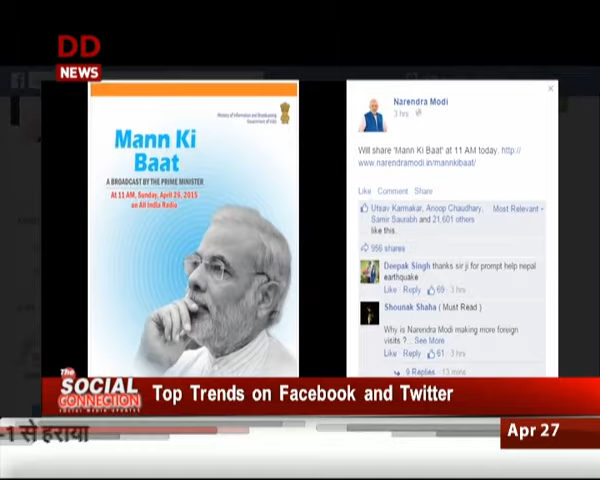 DD
NEWS
Ministry of Information and Broadcasting
Government of India
Mann Ki
Baat
A BROADCAST BY THE PRIME MINISTER
At 11 AM, Sunday, April 26, 2015
on All India Radio
Narendra Modi
3 hrs
Will share 'Mann Ki Baat' at 11 AM today. http://
www.narendramodi.in/mannkibaat/
Like Comment Share
Utsav Karmakar, Anoop Chaudhary,
Samir Saurabh and 21,601 others
like this.
Most Relevant
956 shares
Deepak Singh thanks sir ji for prompt help nepal
earthquake
Like Reply 69 3 hrs
Shounak Shaha ( Must Read )
Why is Narendra Modi making more foreign
visits ?... See More
Like Reply 61 3 hrs
9 Replies 13 mins
The
SOCIAL
CONNECTION
SOCIAL MEDIA UPDATES
Top Trends on Facebook and Twitter
-1 से हराया
Apr 27